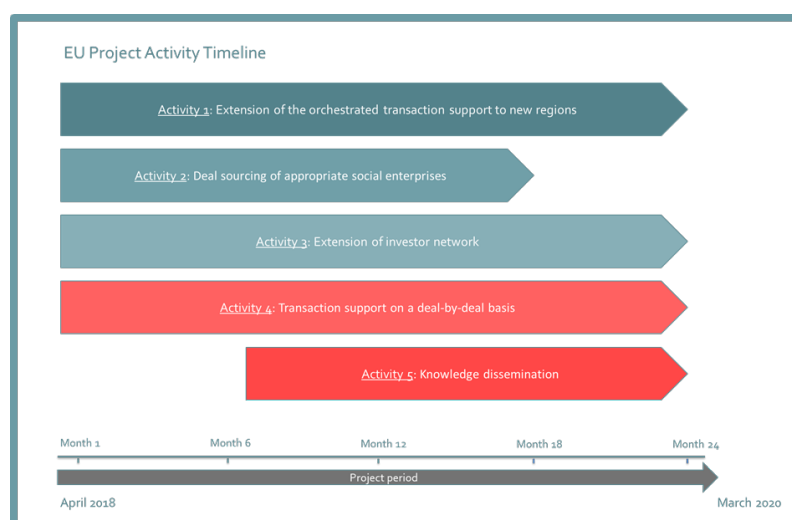 EU Project Activity Timeline
Activity 1: Extension of the orchestrated transaction support to new regions
Activity 2: Deal sourcing of appropriate social enterprises
Activity 3: Extension of investor network
Activity 4: Transaction support on a deal-by-deal basis
Activity 5: Knowledge dissemination
Month 1 Month 6 Month 12 Month 18 Month 24
Project period
April 2018 March 2020